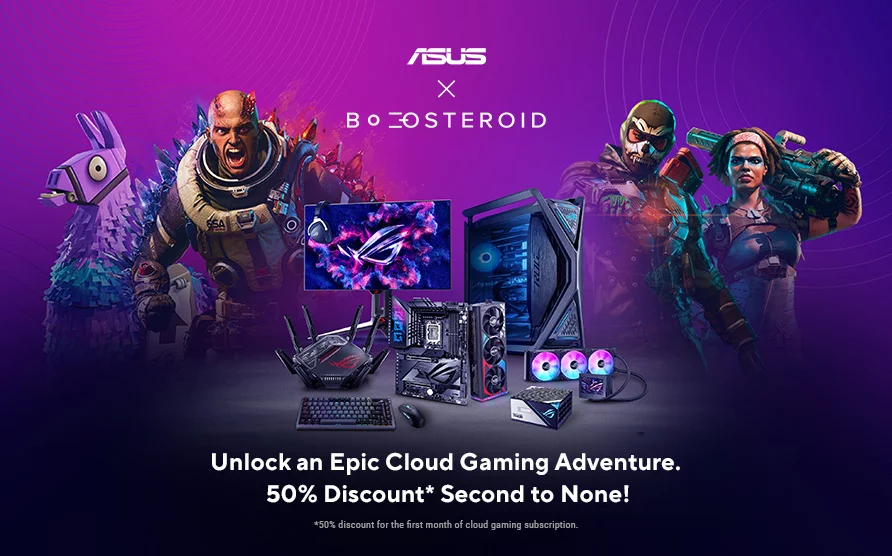 ASUS
×
BOOSTEROID
Unlock an Epic Cloud Gaming Adventure.
50% Discount* Second to None!
*50% discount for the first month of cloud gaming subscription.